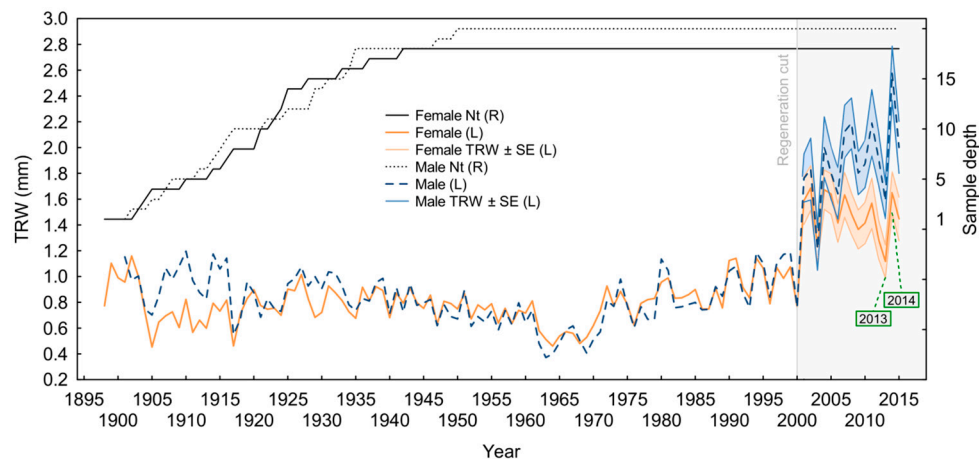 3.0
2.8
2.6
2.4
2.2
2.0
1.8
1.6
1.4
1.2
1.0
0.8
0.6
0.4
0.2
TRW (mm)
Female Nt (R)
Female (L)
Female TRW ± SE (L)
Male Nt (R)
Male (L)
Male TRW ± SE (L)
Regeneration cut
15
10
5
1
Sample depth
2014
2013
1895 1905 1915 1925 1935 1945 1955 1965 1975 1985 1995 2005 2015
1900 1910 1920 1930 1940 1950 1960 1970 1980 1990 2000 2010
Year